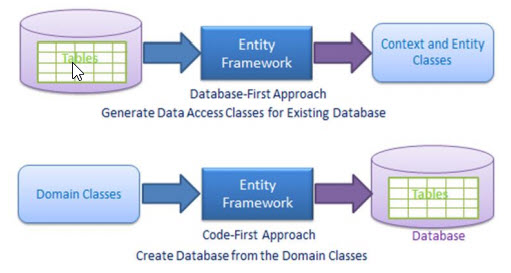 Tables
Entity
Framework
Context and Entity
Classes
Database-First Approach
Generate Data Access Classes for Existing Database
Domain Classes
Entity
Framework
Tables
Database
Code-First Approach
Create Database from the Domain Classes